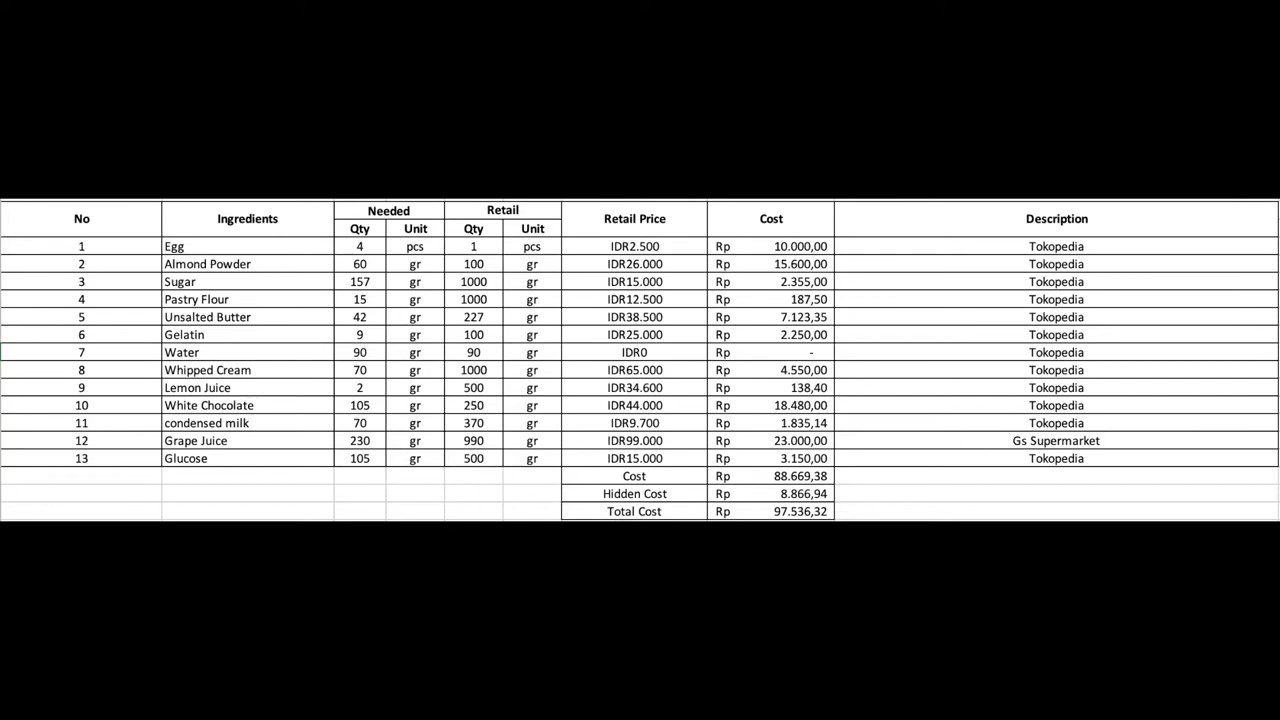 No Ingredients Needed Retail Retail Price Cost Description
Qty Unit Qty Unit
1 Egg 4 pcs 1 pcs IDR2.500 Rp 10.000,00 Tokopedia
2 Almond Powder 60 gr 100 gr IDR26.000 Rp 15.600,00 Tokopedia
3 Sugar 157 gr 1000 gr IDR15.000 Rp 2.355,00 Tokopedia
4 Pastry Flour 15 gr 1000 gr IDR12.500 Rp 187,50 Tokopedia
5 Unsalted Butter 42 gr 227 gr IDR38.500 Rp 7.123,35 Tokopedia
6 Gelatin 9 gr 100 gr IDR25.000 Rp 2.250,00 Tokopedia
7 Water 90 gr 90 gr IDR0 Rp - Tokopedia
8 Whipped Cream 70 gr 1000 gr IDR65.000 Rp 4.550,00 Tokopedia
9 Lemon Juice 2 gr 500 gr IDR34.600 Rp 138,40 Tokopedia
10 White Chocolate 105 gr 250 gr IDR44.000 Rp 18.480,00 Tokopedia
11 condensed milk 70 gr 370 gr IDR9.700 Rp 1.835,14 Tokopedia
12 Grape Juice 230 gr 990 gr IDR99.000 Rp 23.000,00 Gs Supermarket
13 Glucose 105 gr 500 gr IDR15.000 Rp 3.150,00 Tokopedia
Cost Rp 88.669,38
Hidden Cost Rp 8.866,94
Total Cost Rp 97.536,32